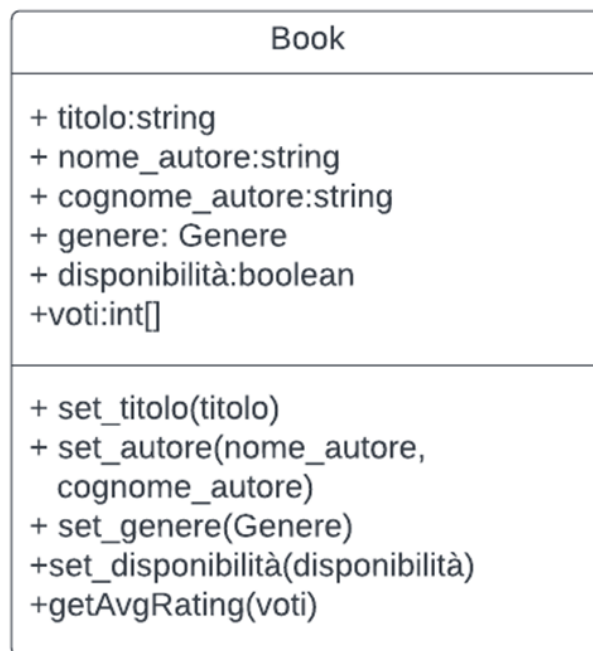 Book
+ titolo:string
+ nome_autore:string
+ cognome_autore:string
+ genere: Genere
+ disponibilità:boolean
+voti:int[]
+ set_titolo(titolo)
+ set_autore(nome_autore,
cognome_autore)
+ set_genere(Genere)
+set_disponibilità(disponibilità)
+getAvgRating(voti)